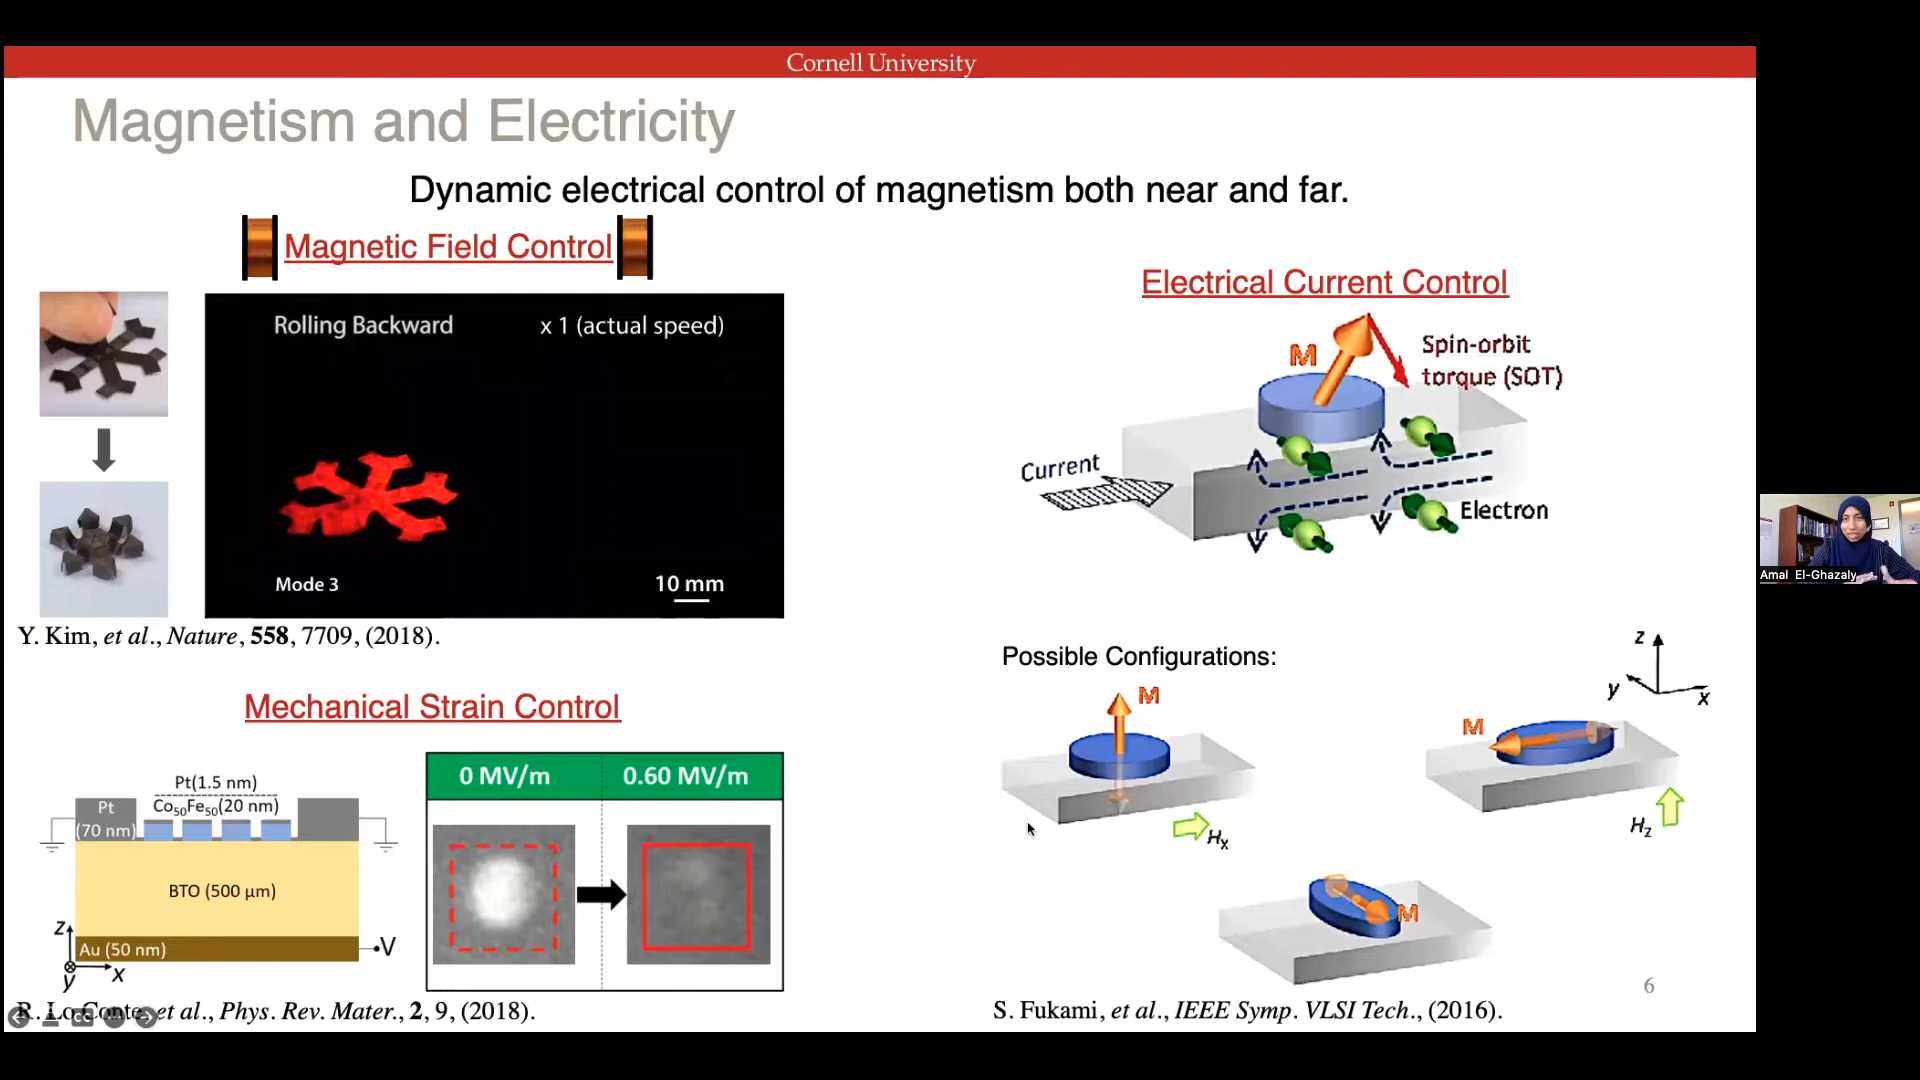 Cornell University
Magnetism and Electricity
Dynamic electrical control of magnetism both near and far.
Magnetic Field Control
Rolling Backward
x 1 (actual speed)
Mode 3
10 mm
Y. Kim, et al., Nature, 558, 7709, (2018).
Mechanical Strain Control
Pt(1.5 nm)
Co50Fe50(20 nm)
Pt
(70 nm)
BTO (500 µm)
Au (50 nm)
V
z
x
y
0 MV/m
0.60 MV/m
R. Lo Conte, et al., Phys. Rev. Mater., 2, 9, (2018).
Electrical Current Control
M
Spin-orbit
torque (SOT)
Current
Electron
Possible Configurations:
z
y
x
M
Hx
M
Hz
M
S. Fukami, et al., IEEE Symp. VLSI Tech., (2016).
6
Amal El-Ghazaly